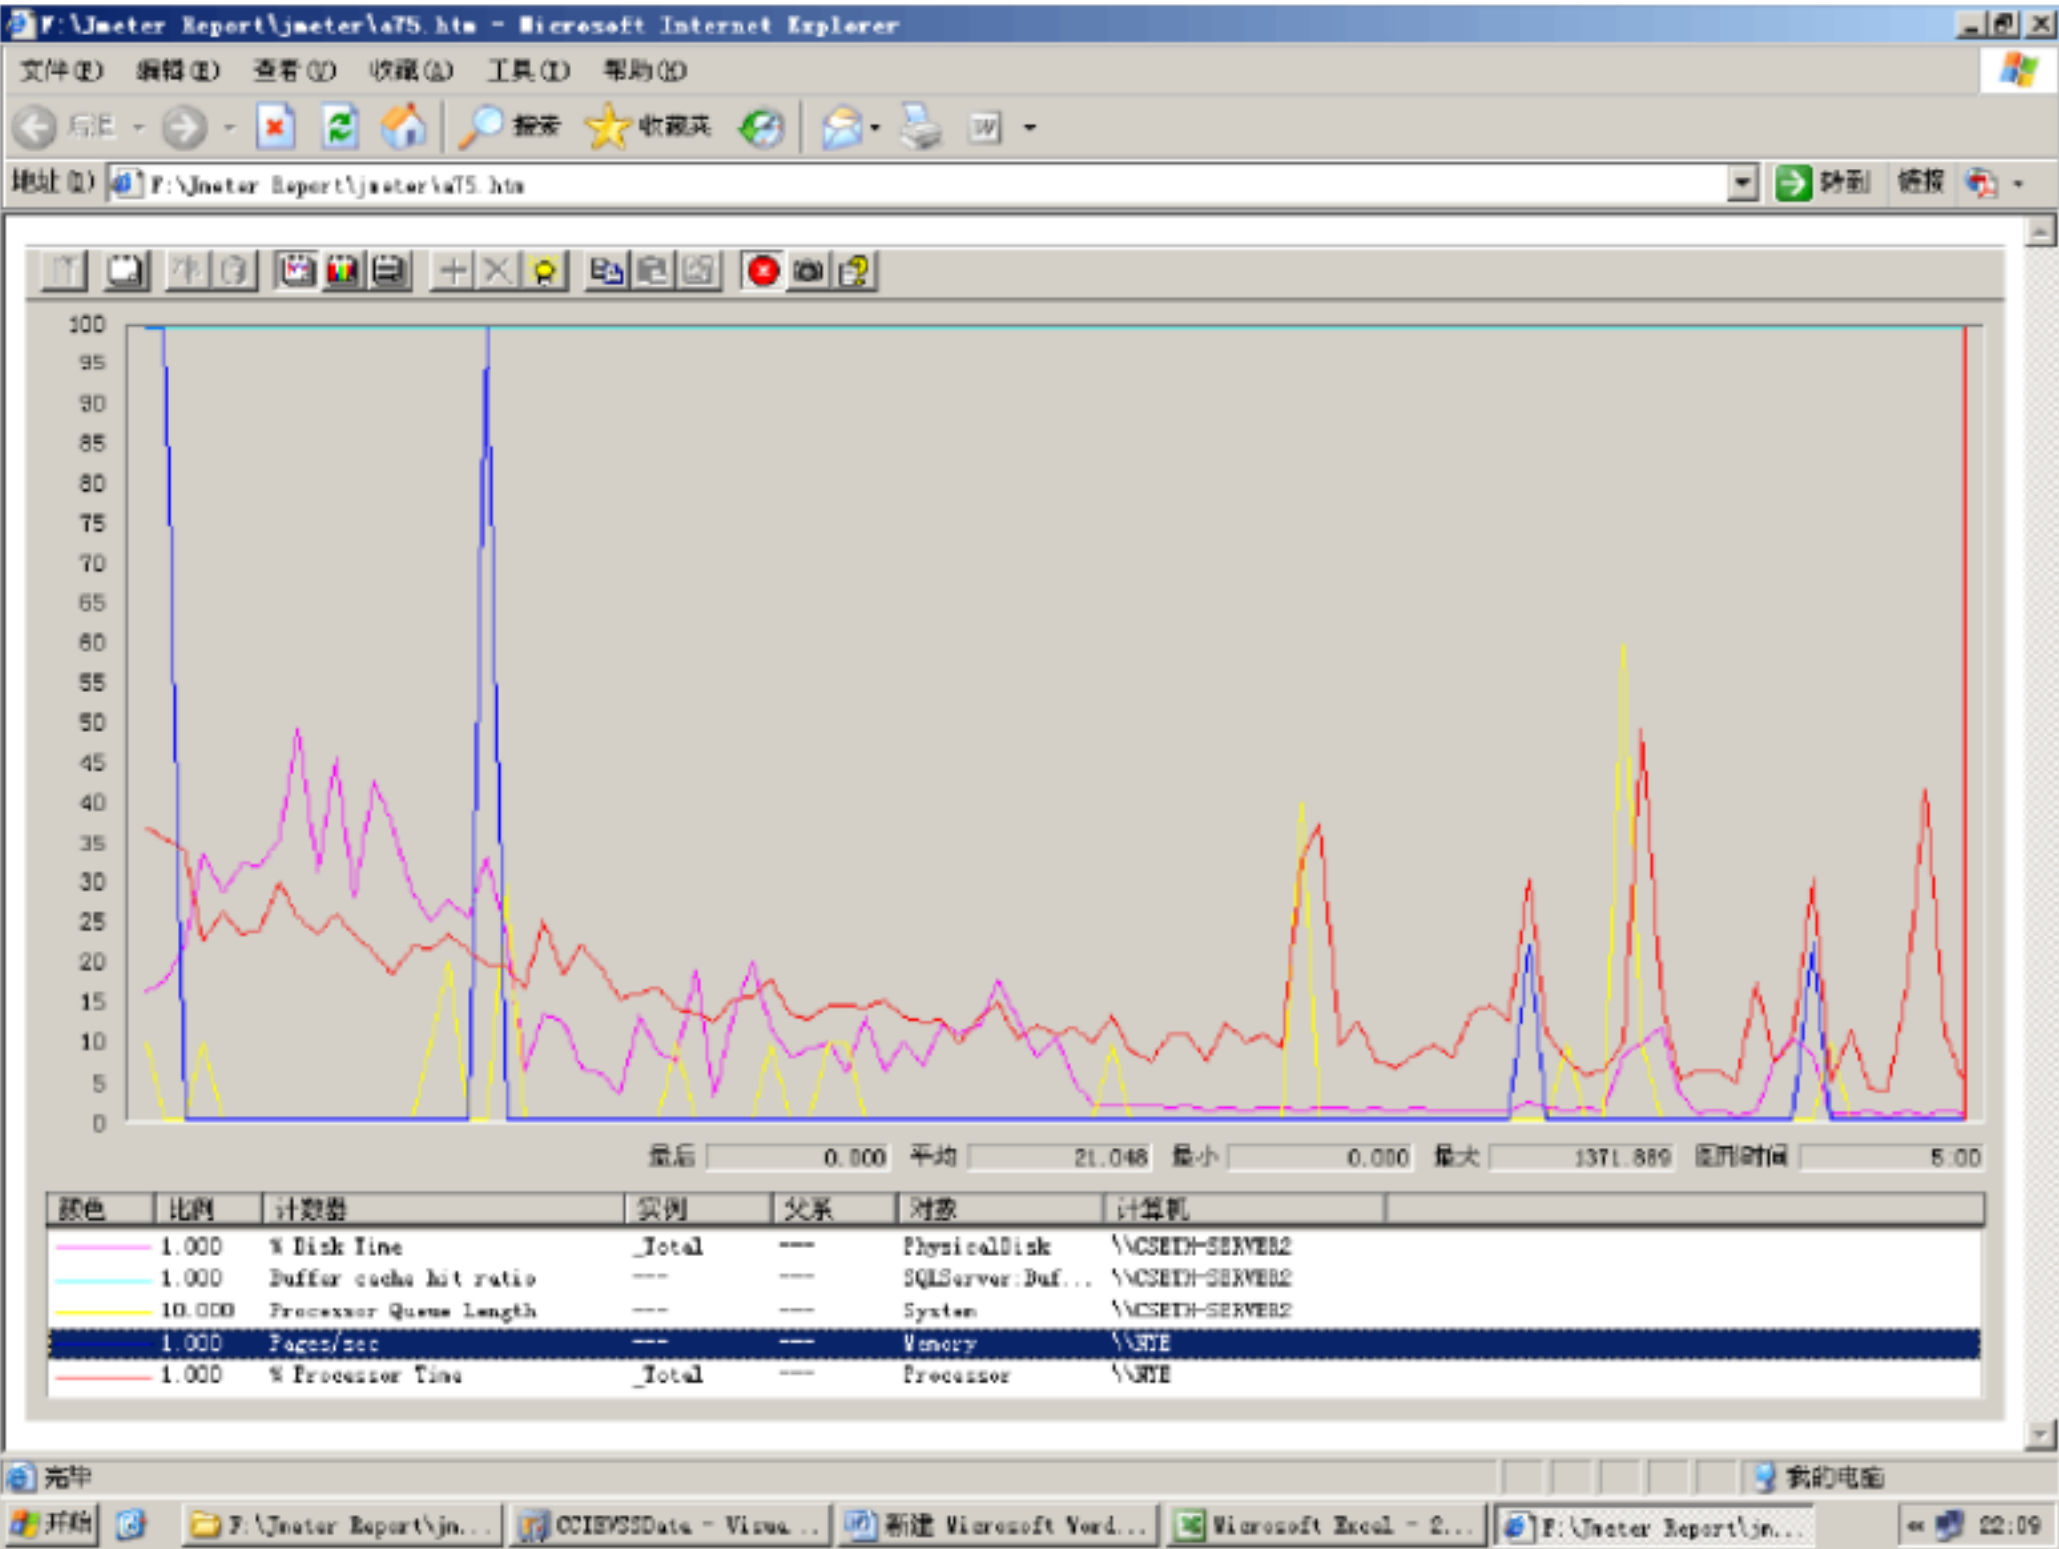 F:\Jmeter Report\jmeter\a75.htm - Microsoft Internet Explorer
文件(F) 编辑(E) 查看(V) 收藏(A) 工具(T) 帮助(H)
后退 搜索 收藏夹
地址(D) F:\Jmeter Report\jmeter\a75.htm 转到 链接
100
95
90
85
80
75
70
65
60
55
50
45
40
35
30
25
20
15
10
5
0
最后 0.000 平均 21.048 最小 0.000 最大 1371.889 图形时间 5:00
颜色 比例 计数器 实例 父系 对象 计算机
1.000 % Disk Time _Total --- PhysicalDisk \\CSETH-SERVER2
1.000 Buffer cache hit ratio --- --- SQLServer:Buf... \\CSETH-SERVER2
10.000 Processor Queue Length --- --- System \\CSETH-SERVER2
1.000 Pages/sec --- --- Memory \\NYE
1.000 % Processor Time _Total --- Processor \\NYE
完毕 我的电脑
开始 F:\Jmeter Report\jm... CCIEVSSData - Visua... 新建 Microsoft Word... Microsoft Excel - 2... F:\Jmeter Report\jm... 22:09